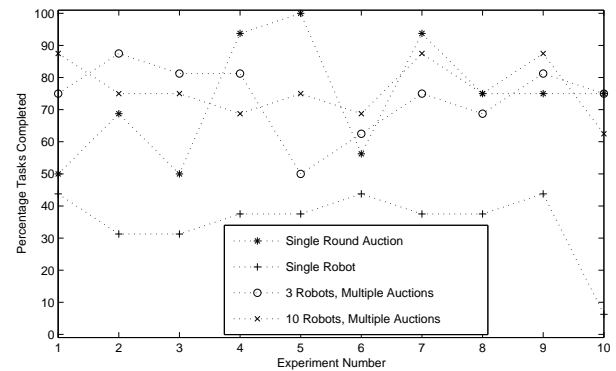 100
90
80
70
60
50
40
30
20
10
0
Percentage Tasks Completed
Single Round Auction
Single Robot
3 Robots, Multiple Auctions
10 Robots, Multiple Auctions
1 2 3 4 5 6 7 8 9 10
Experiment Number